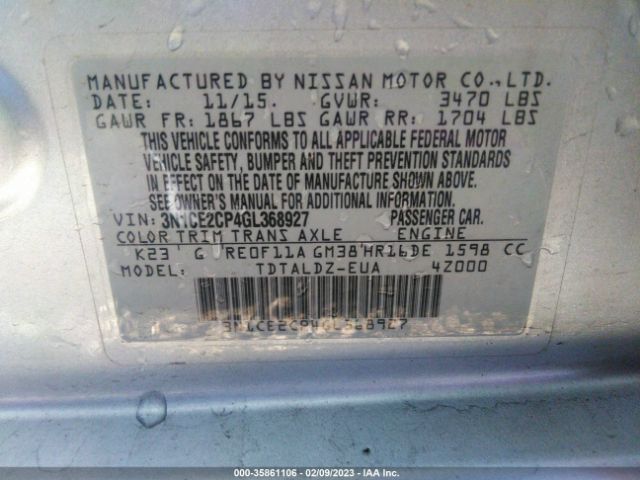 MANUFACTURED BY NISSAN MOTOR CO.,LTD.
DATE: 11/15. GVWR: 3470 LBS
GAWR FR: 1867 LBS GAWR RR: 1704 LBS
THIS VEHICLE CONFORMS TO ALL APPLICABLE FEDERAL MOTOR
VEHICLE SAFETY, BUMPER AND THEFT PREVENTION STANDARDS
IN EFFECT ON THE DATE OF MANUFACTURE SHOWN ABOVE.
SEE OWNER'S MANUAL FOR ADDITIONAL INFORMATION.
VIN: 3N1CE2CP4GL368927 PASSENGER CAR.
COLOR TRIM TRANS AXLE ENGINE
K23 G RE0F11A GM38 HR16DE 1598 CC
MODEL: TDTALDZ-EUA 4Z000
3N1CE2CP4GL368927
000-35861106 - 02/09/2023 - IAA Inc.